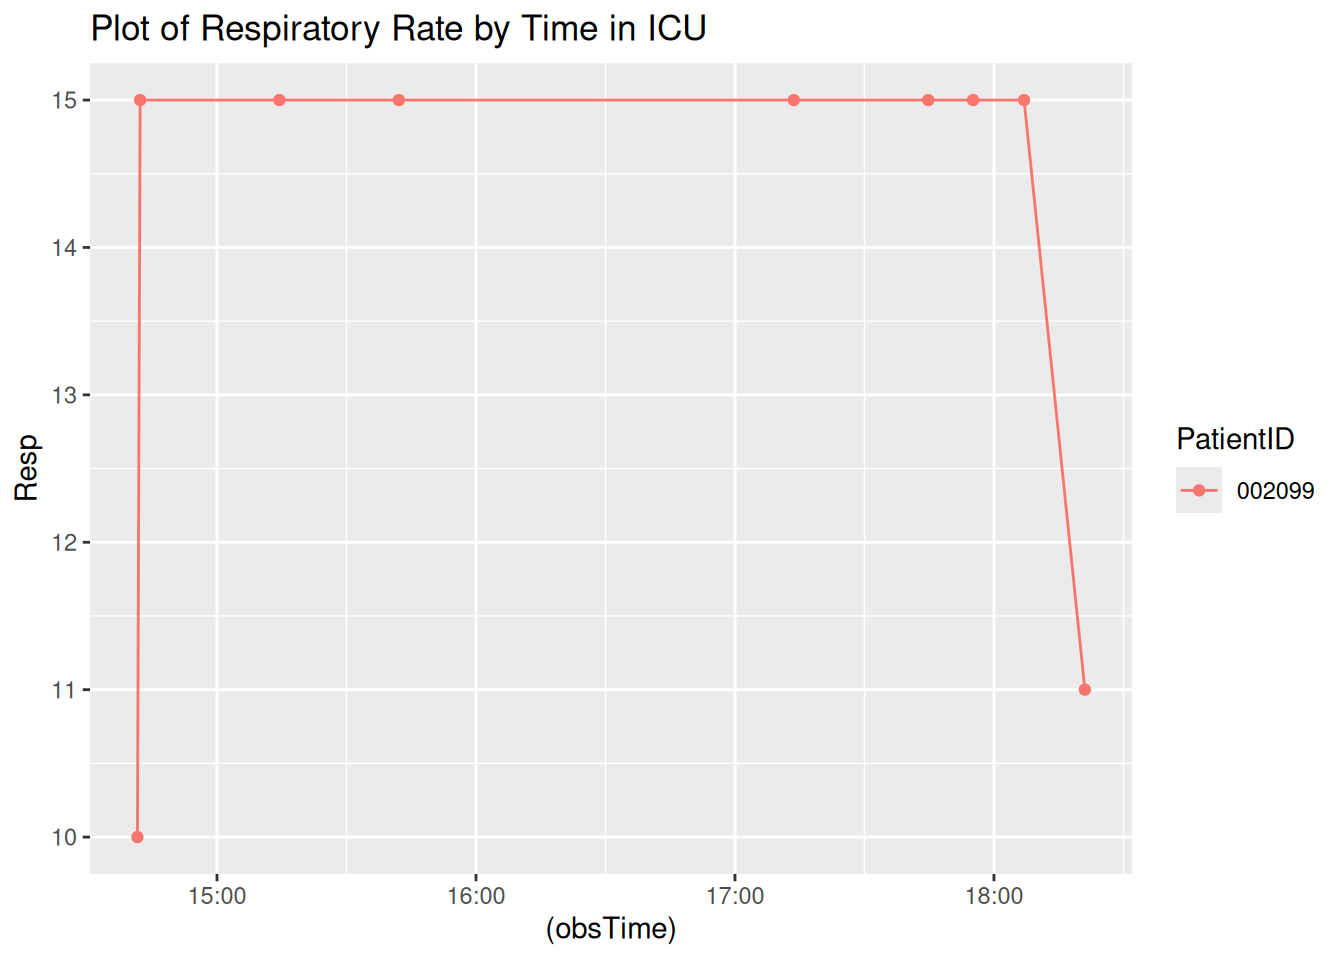 Plot of Respiratory Rate by Time in ICU
15
14
13
12
11
10
Resp
15:00
16:00
17:00
18:00
(obsTime)
PatientID
002099